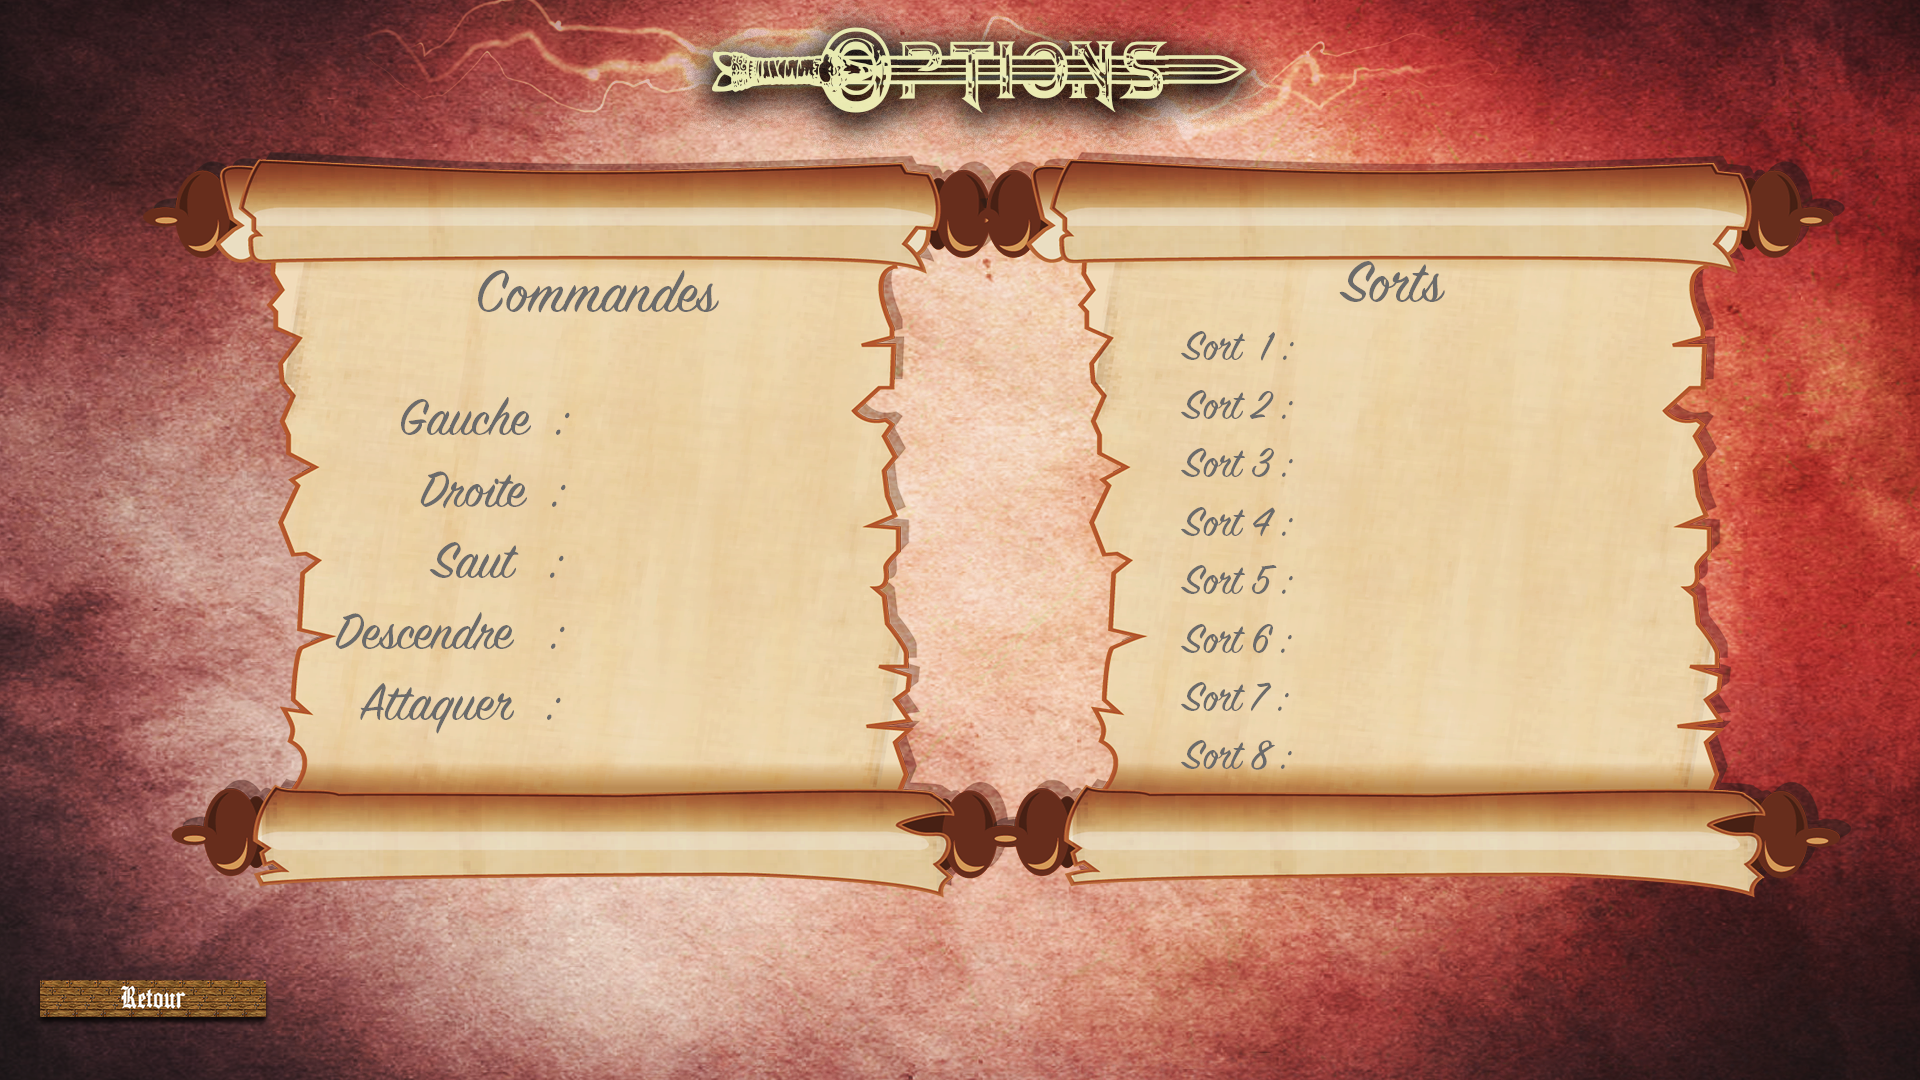 Options
Commandes
Gauche :
Droite :
Saut :
Descendre :
Attaquer :
Sorts
Sort 1 :
Sort 2 :
Sort 3 :
Sort 4 :
Sort 5 :
Sort 6 :
Sort 7 :
Sort 8 :
Retour